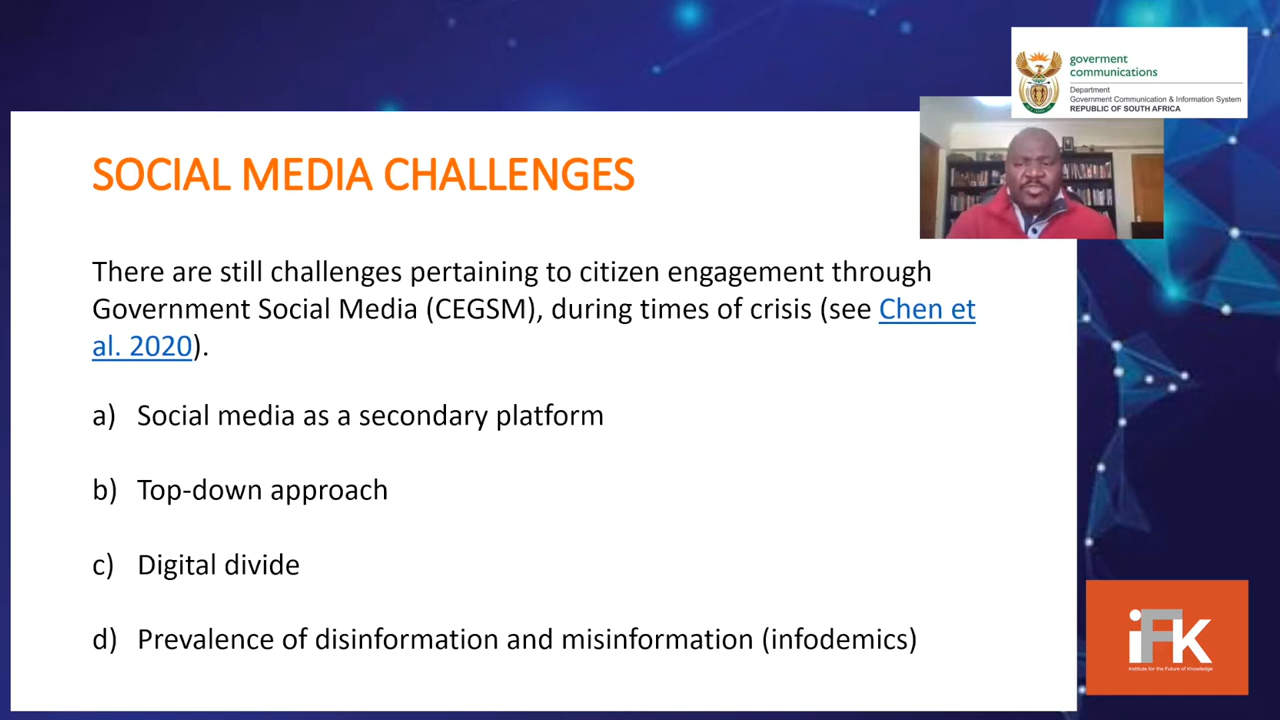 goverment
communications
Department
Government Communication & Information System
REPUBLIC OF SOUTH AFRICA
SOCIAL MEDIA CHALLENGES
There are still challenges pertaining to citizen engagement through
Government Social Media (CEGSM), during times of crisis (see Chen et
al. 2020).
a) Social media as a secondary platform
b) Top-down approach
c) Digital divide
d) Prevalence of disinformation and misinformation (infodemics)
iFK
Institute for the Future of Knowledge